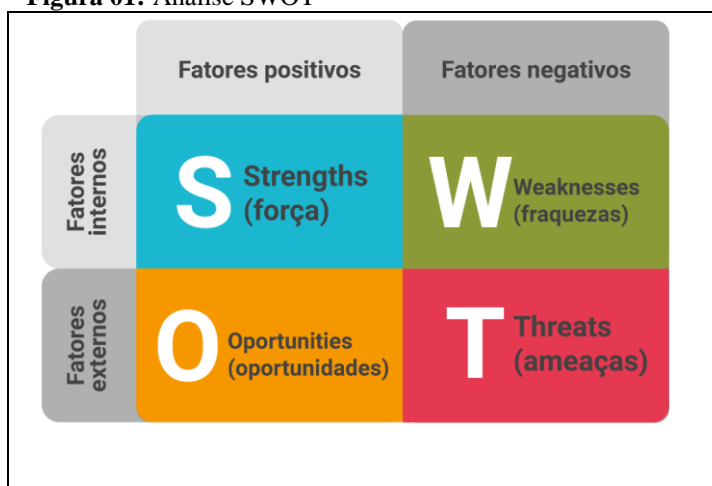 Figura 01: Análise SWOT
Fatores positivos
Fatores negativos
Fatores
internos
S
Strengths
(força)
W
Weaknesses
(fraquezas)
Fatores
externos
O
Oportunities
(oportunidades)
T
Threats
(ameaças)